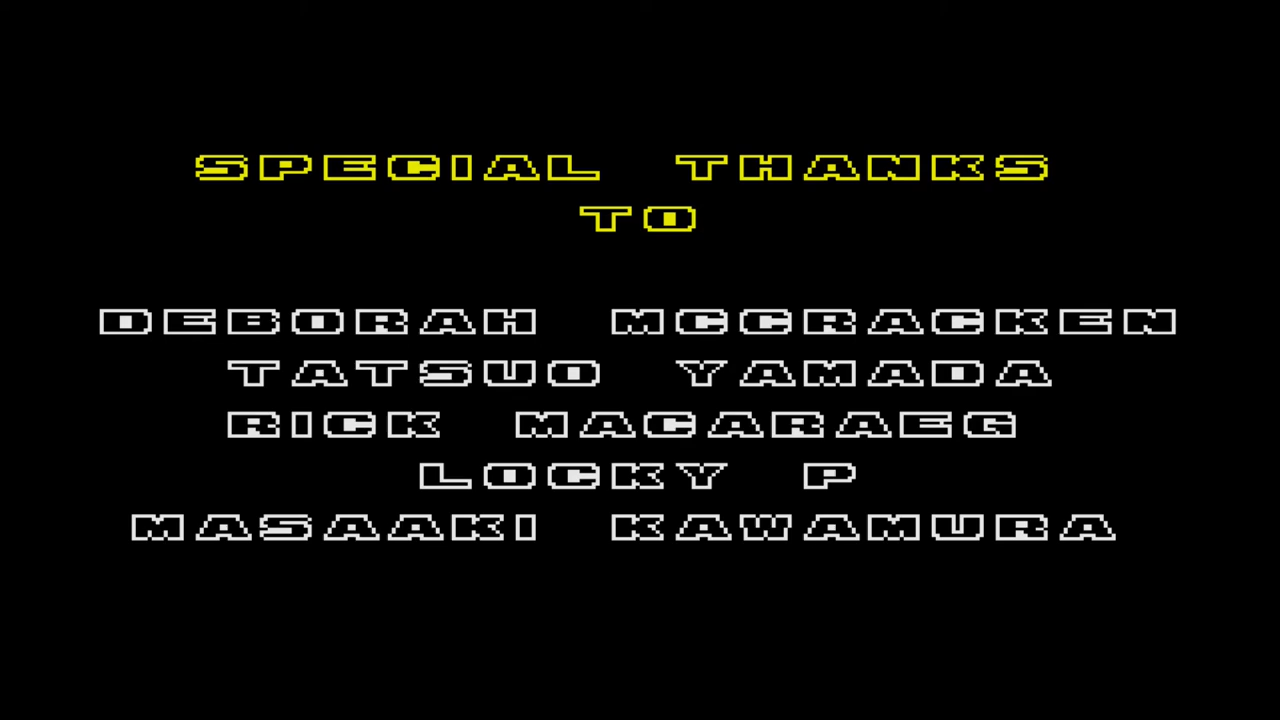 SPECIAL THANKS
TO
DEBORAH MCCRACKEN
TATSUO YAMADA
RICK MACARAEG
LOCKY P
MASAAKI KAWAMURA